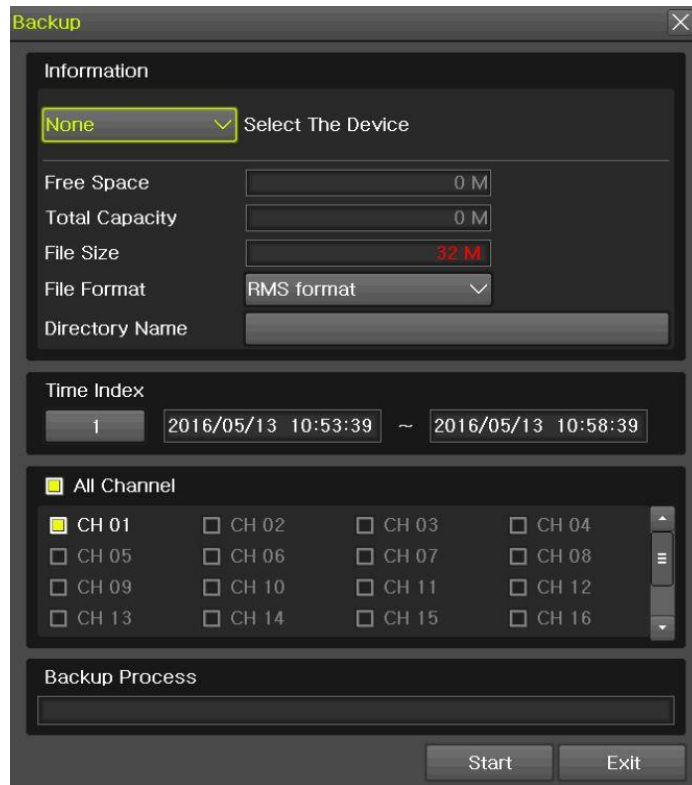 Backup
Information
None Select The Device
Free Space 0 M
Total Capacity 0 M
File Size 32 M
File Format RMS format
Directory Name
Time Index
1 2016/05/13 10:53:39 ~ 2016/05/13 10:58:39
All Channel
CH 01 CH 02 CH 03 CH 04
CH 05 CH 06 CH 07 CH 08
CH 09 CH 10 CH 11 CH 12
CH 13 CH 14 CH 15 CH 16
Backup Process
Start Exit